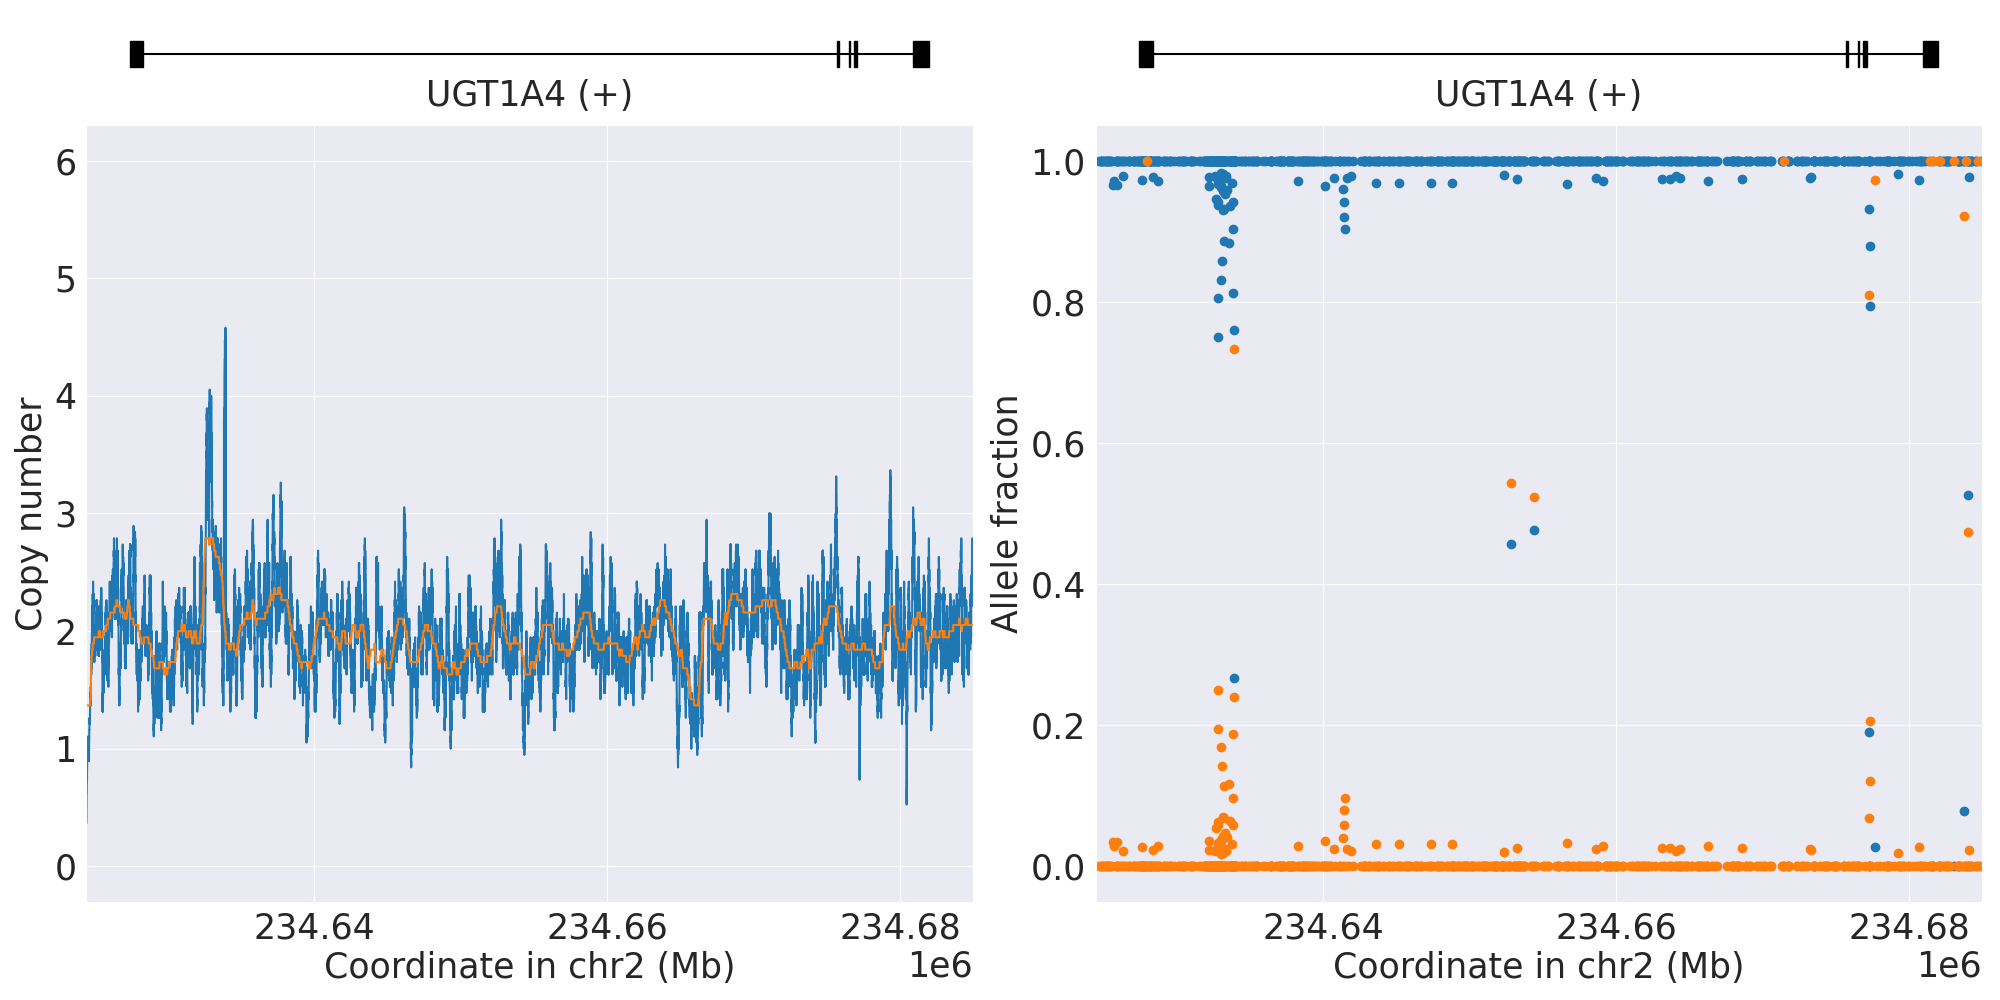 UGT1A4 (+)
Copy number
6
5
4
3
2
1
0
234.64
234.66
234.68
Coordinate in chr2 (Mb)
1e6
UGT1A4 (+)
Allele fraction
1.0
0.8
0.6
0.4
0.2
0.0
234.64
234.66
234.68
Coordinate in chr2 (Mb)
1e6